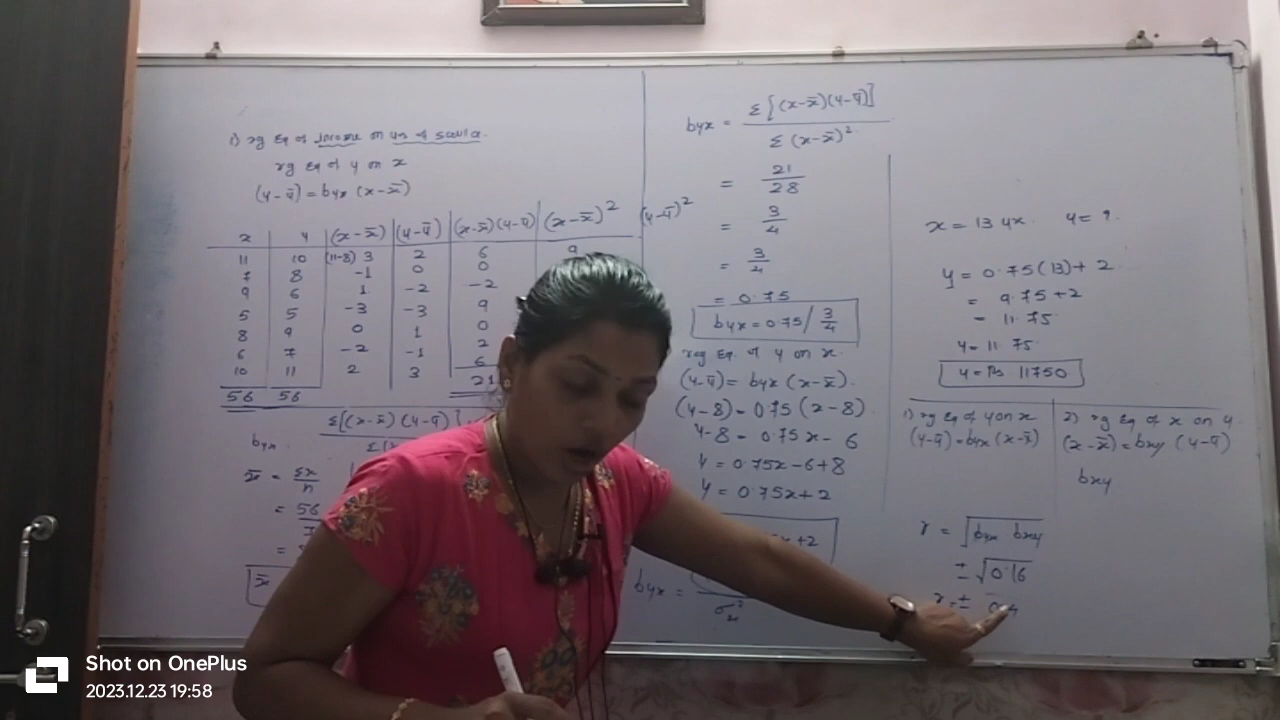 1) rg Eq of Income on yrs of
rg Eq of y on x
(y-ȳ) = byx (x-x̄)
x y (x-x̄) (y-ȳ) (x-x̄)(y-ȳ) (x-x̄)² (y-ȳ)²
11 10 (11-8) 3 2 6 9
7 8 -1 0 0
9 6 1 -2 -2
5 5 -3 -3 9
8 9 0 1 0
6 7 -2 -1 2
10 11 2 3 6
56 56 21
byx Σ[(x-x̄)(y-ȳ)]
x̄ = Σx/n
= 56
=
x̄
byx = Σ[(x-x̄)(y-ȳ)] / Σ(x-x̄)²
= 21/28
= 3/4
= 3/4
= 0.75
byx = 0.75 / 3/4
reg Eq. of y on x.
(y-ȳ) = byx (x-x̄).
(y-8) = 0.75 (x-8)
y-8 = 0.75x - 6
y = 0.75x-6+8
y = 0.75x+2
x+2
byx =
σx²
x = 13 yx. y = ?
y = 0.75(13)+2
= 9.75+2
= 11.75
y = 11.75
y = Rs 11750
1) rg Eq of y on x
(y-ȳ) = byx (x-x̄)
2) rg Eq of x on y
(x-x̄) = bxy (y-ȳ)
bxy
r = √byx bxy
± √0.16
r = ± 0.4
Shot on OnePlus
2023.12.23 19:58